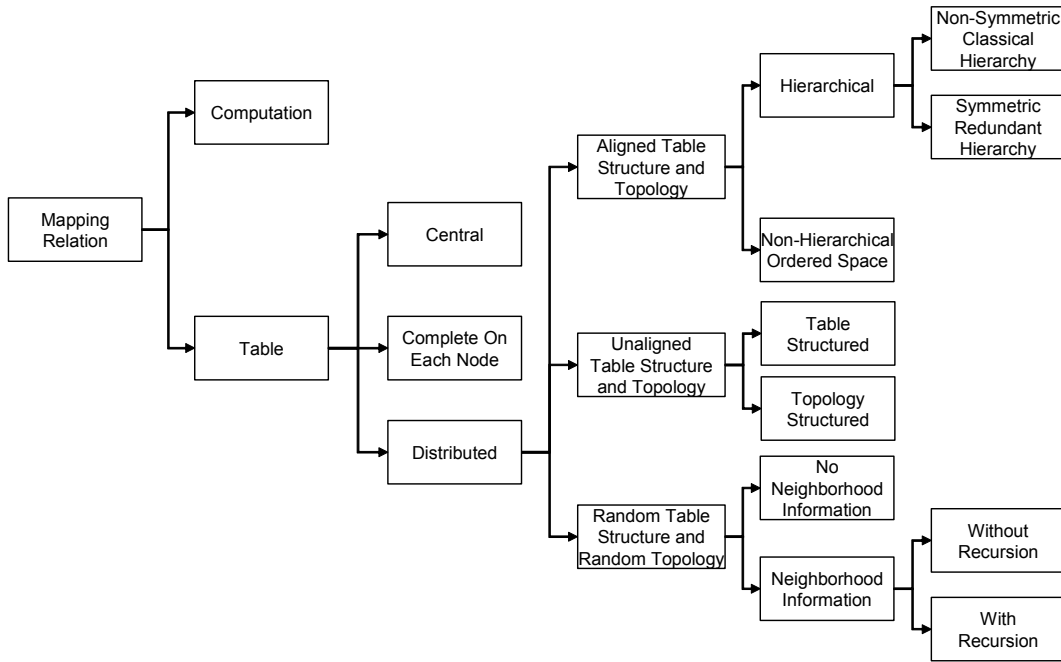 Mapping
Relation
Computation
Table
Central
Complete On
Each Node
Distributed
Aligned Table
Structure and
Topology
Unaligned
Table Structure
and Topology
Random Table
Structure and
Random Topology
Hierarchical
Non-Hierarchical
Ordered Space
Table
Structured
Topology
Structured
No
Neighborhood
Information
Neighborhood
Information
Non-Symmetric
Classical
Hierarchy
Symmetric
Redundant
Hierarchy
Without
Recursion
With
Recursion